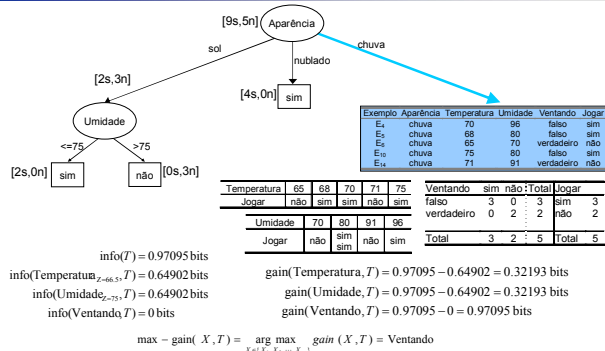 [9s,5n]
Aparência
sol
nublado
chuva
[2s,3n]
[4s,0n]
sim
Umidade
<=75
>75
[2s,0n]
sim
não
[0s,3n]
Exemplo Aparência Temperatura Umidade Ventando Jogar
E4 chuva 70 96 falso sim
E5 chuva 68 80 falso sim
E6 chuva 65 70 verdadeiro não
E10 chuva 75 80 falso sim
E14 chuva 71 91 verdadeiro não
Temperatura 65 68 70 71 75
Jogar não sim sim não sim
Umidade 70 80 91 96
Jogar não sim sim não sim
Ventando sim não Total Jogar
falso 3 0 3 sim 3
verdadeiro 0 2 2 não 2
Total 3 2 5 Total 5
info(T) = 0.97095 bits
info(Temperatura Z=66.5, T) = 0.64902 bits
info(Umidade Z=75, T) = 0.64902 bits
info(Ventando, T) = 0 bits
gain(Temperatura, T) = 0.97095 − 0.64902 = 0.32193 bits
gain(Umidade, T) = 0.97095 − 0.64902 = 0.32193 bits
gain(Ventando, T) = 0.97095 − 0 = 0.97095 bits
max − gain( X , T ) = arg max gain ( X , T ) = Ventando